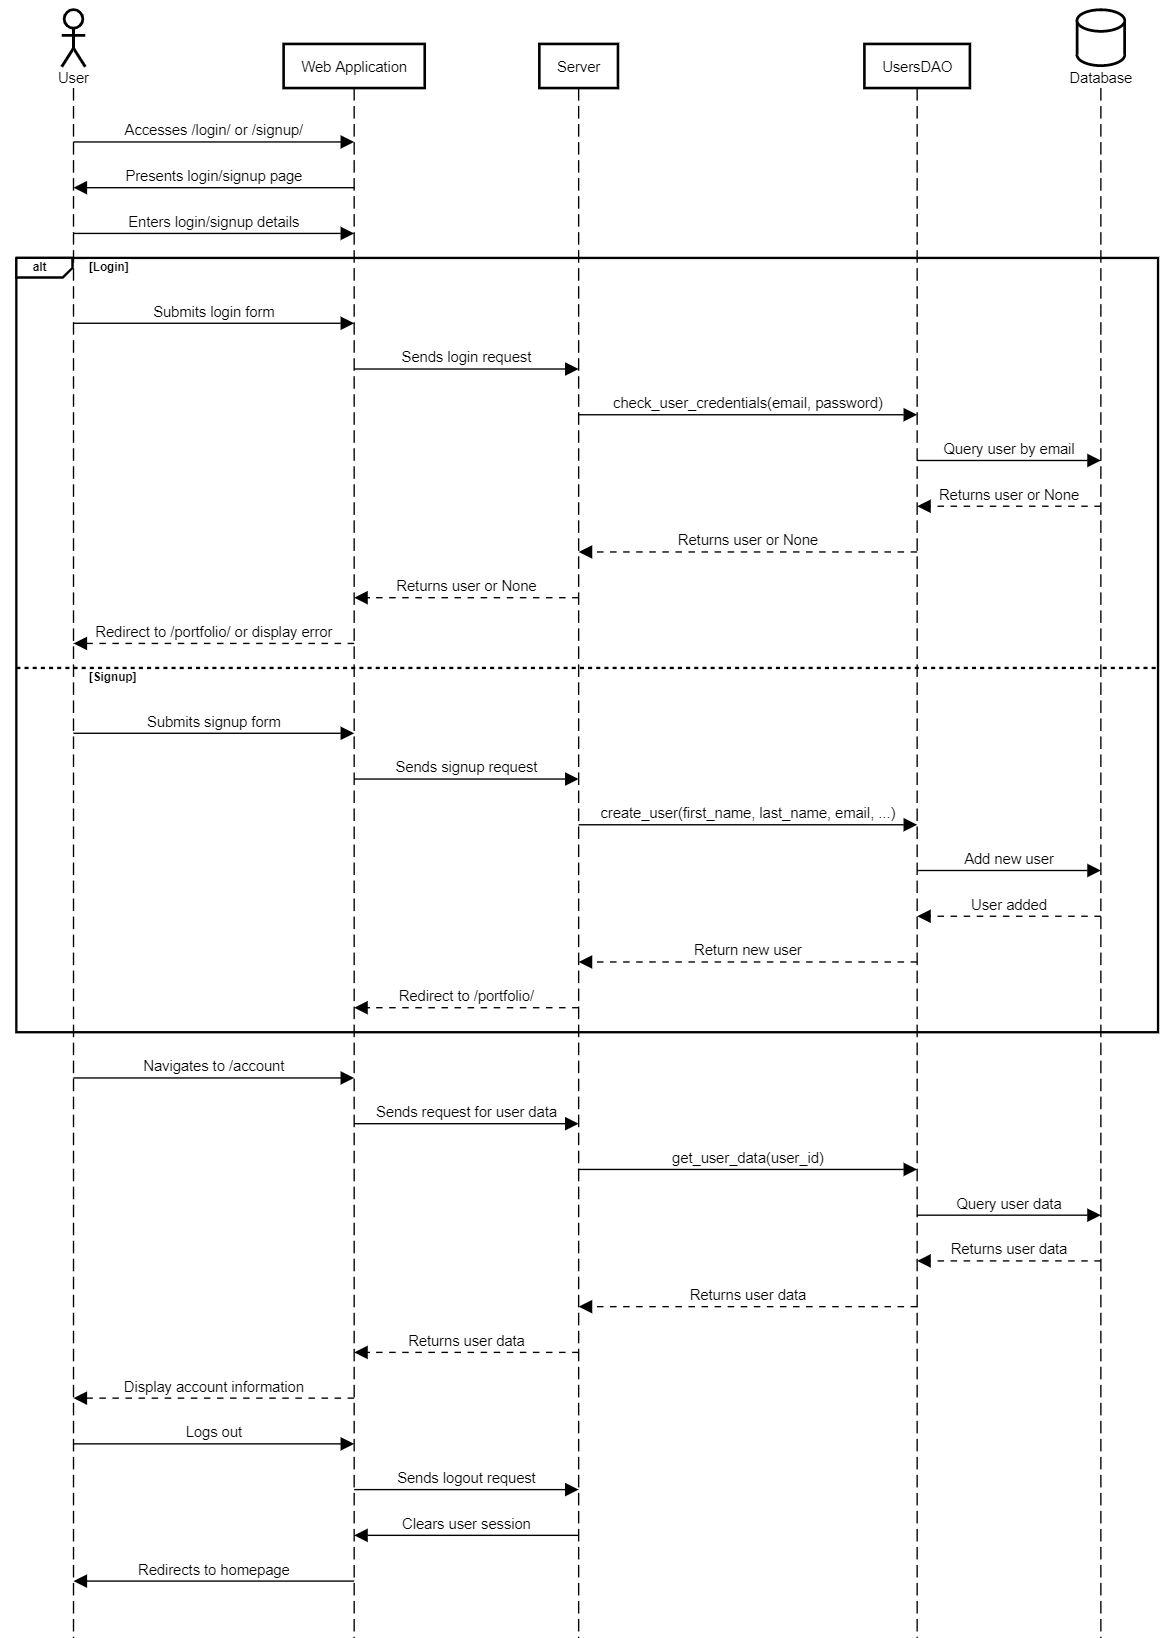 User
Web Application
Server
UsersDAO
Database
Accesses /login/ or /signup/
Presents login/signup page
Enters login/signup details
alt
[Login]
Submits login form
Sends login request
check_user_credentials(email, password)
Query user by email
Returns user or None
Returns user or None
Returns user or None
Redirect to /portfolio/ or display error
[Signup]
Submits signup form
Sends signup request
create_user(first_name, last_name, email, ...)
Add new user
User added
Return new user
Redirect to /portfolio/
Navigates to /account
Sends request for user data
get_user_data(user_id)
Query user data
Returns user data
Returns user data
Returns user data
Display account information
Logs out
Sends logout request
Clears user session
Redirects to homepage